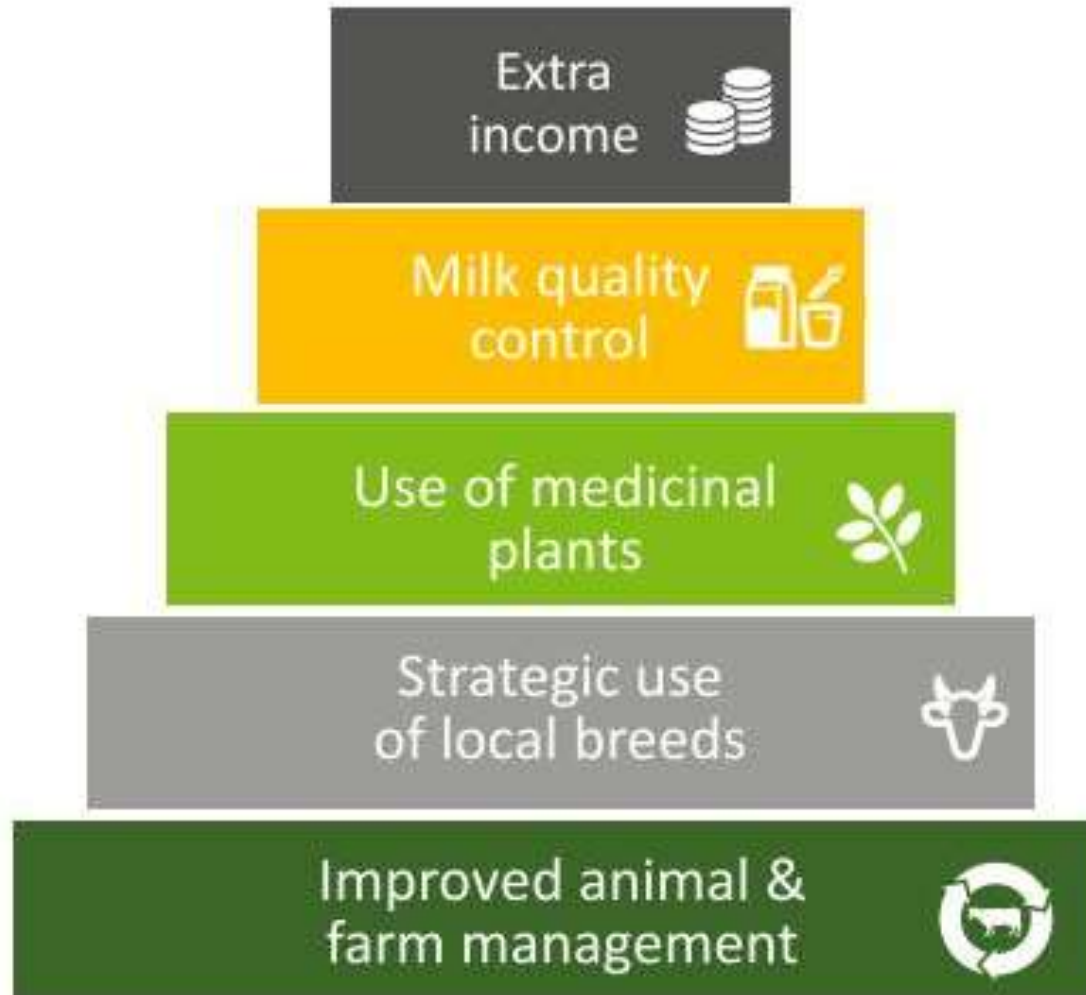 Extra
income
Milk quality
control
Use of medicinal
plants
Strategic use
of local breeds
Improved animal &
farm management